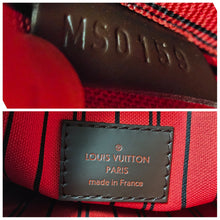 MS0159
LOUIS VUITTON
PARIS
made in France